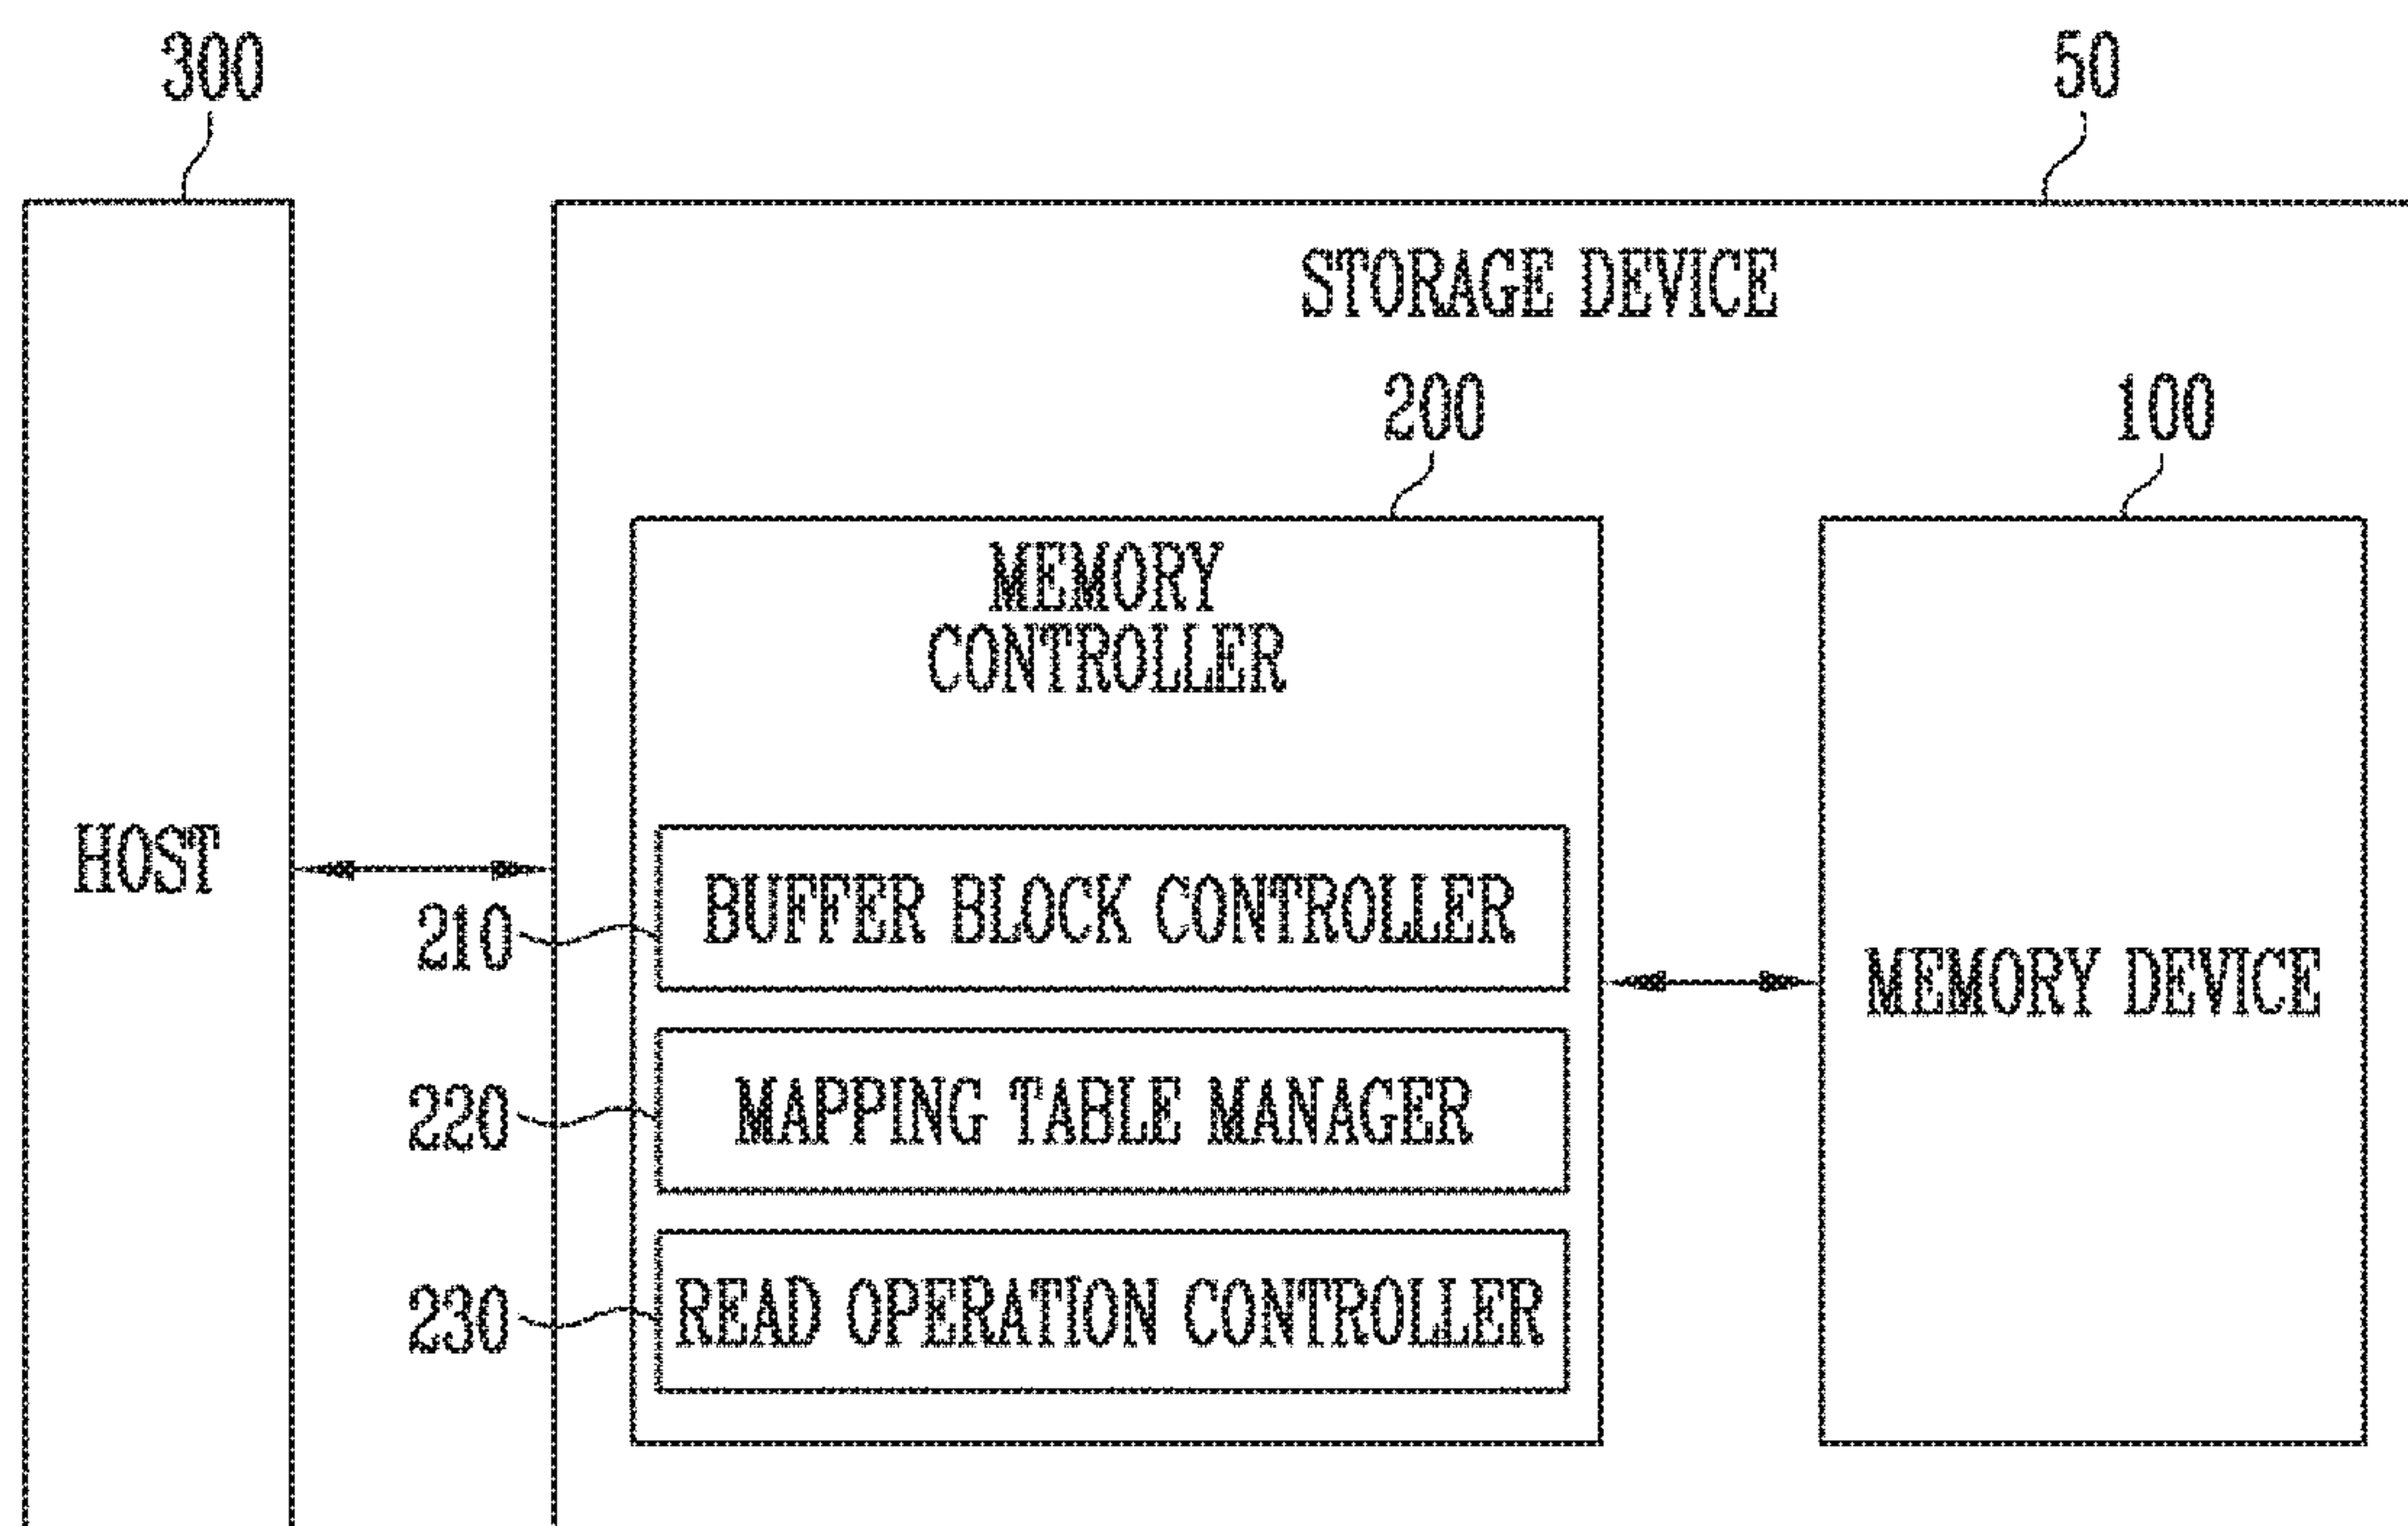 300
50
STORAGE DEVICE
200
100
MEMORY
CONTROLLER
HOST
210
BUFFER BLOCK CONTROLLER
MEMORY DEVICE
220
MAPPING TABLE MANAGER
230
READ OPERATION CONTROLLER